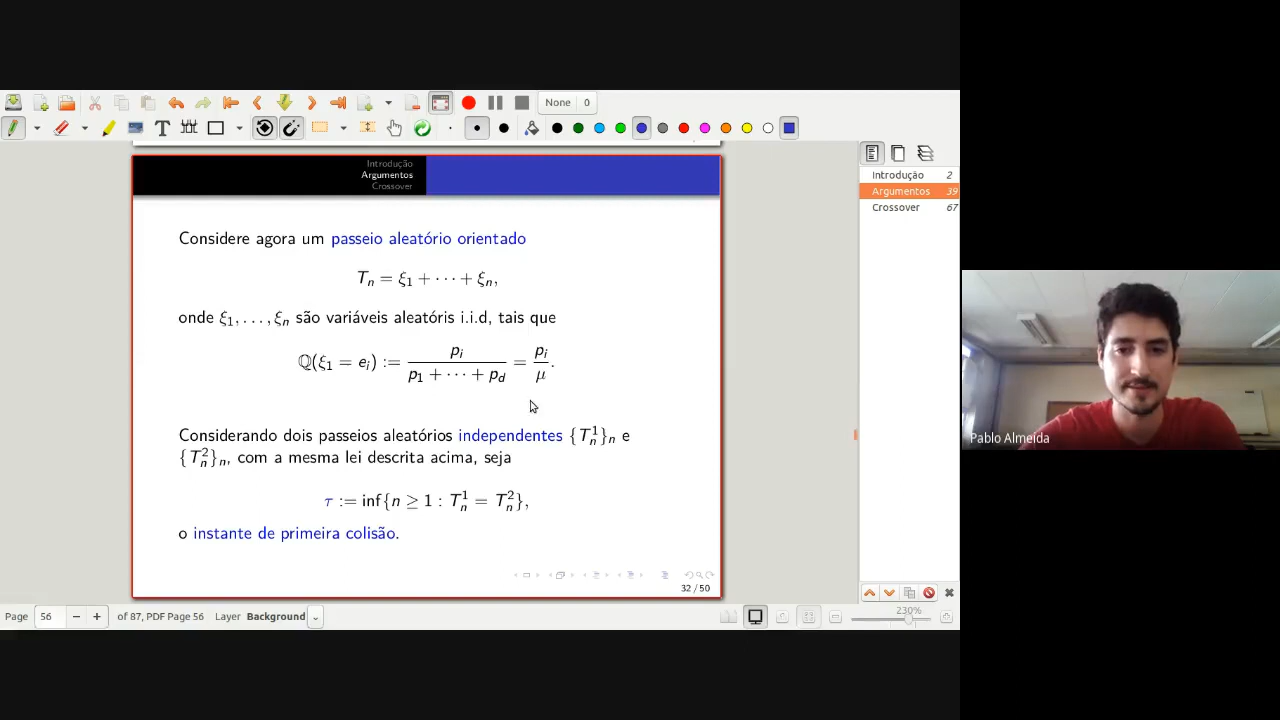 None 0
Introdução 2
Argumentos 39
Crossover 67
Introdução
Argumentos
Crossover
Considere agora um passeio aleatório orientado
Tₙ = ξ₁ + · · · + ξₙ,
onde ξ₁, . . . , ξₙ são variáveis aleatóris i.i.d, tais que
ℚ(ξ₁ = eᵢ) := pᵢ / (p₁ + · · · + p_d) = pᵢ / μ.
Considerando dois passeios aleatórios independentes {Tₙ¹}ₙ e
{Tₙ²}ₙ, com a mesma lei descrita acima, seja
τ := inf{n ≥ 1 : Tₙ¹ = Tₙ²},
o instante de primeira colisão.
32 / 50
Pablo Almeida
230%
Page 56 of 87, PDF Page 56 Layer Background